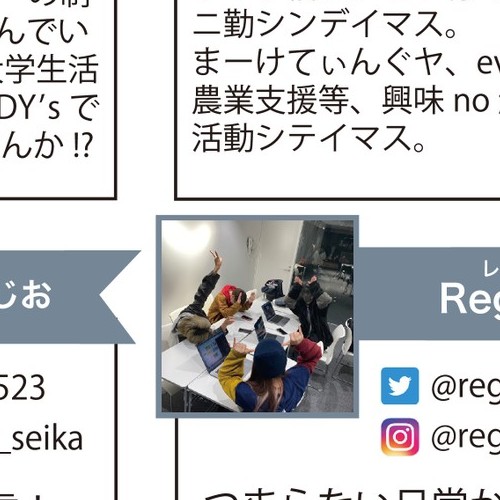 んでい
大学生活
DY’s で
んか !?
ニ勤シンデイマス。
まーけてぃんぐヤ、ev
農業支援等、興味 no
活動シテイマス。
じお
523
_seika
レ
Reg
@reg
@reg